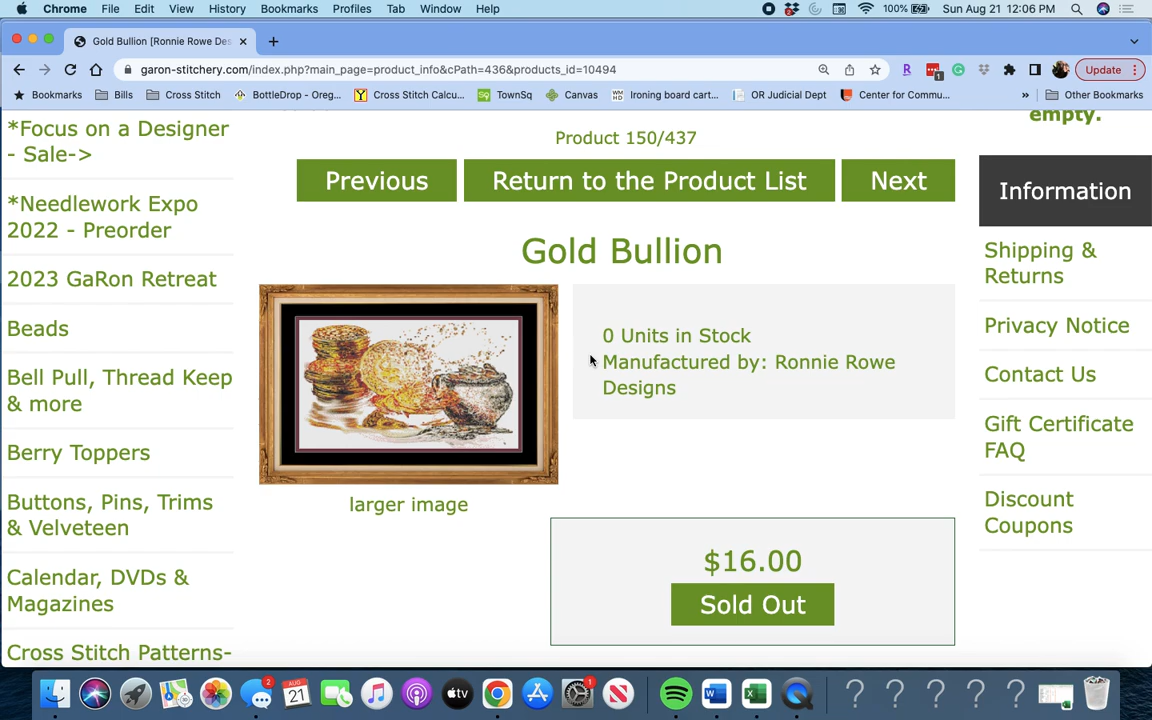 Chrome File Edit View History Bookmarks Profiles Tab Window Help 100% Sun Aug 21 12:06 PM
Gold Bullion [Ronnie Rowe Des
garon-stitchery.com/index.php?main_page=product_info&cPath=436&products_id=10494 Update
Bookmarks Bills Cross Stitch BottleDrop - Oreg... Cross Stitch Calcu... TownSq Canvas Ironing board cart... OR Judicial Dept Center for Commu... » Other Bookmarks
*Focus on a Designer
- Sale->
*Needlework Expo
2022 - Preorder
2023 GaRon Retreat
Beads
Bell Pull, Thread Keep
& more
Berry Toppers
Buttons, Pins, Trims
& Velveteen
Calendar, DVDs &
Magazines
Cross Stitch Patterns-
Product 150/437
Previous Return to the Product List Next
Gold Bullion
0 Units in Stock
Manufactured by: Ronnie Rowe
Designs
larger image
$16.00
Sold Out
empty.
Information
Shipping &
Returns
Privacy Notice
Contact Us
Gift Certificate
FAQ
Discount
Coupons
2 AUG 21 tv 1 W X ? ? ? ? ?